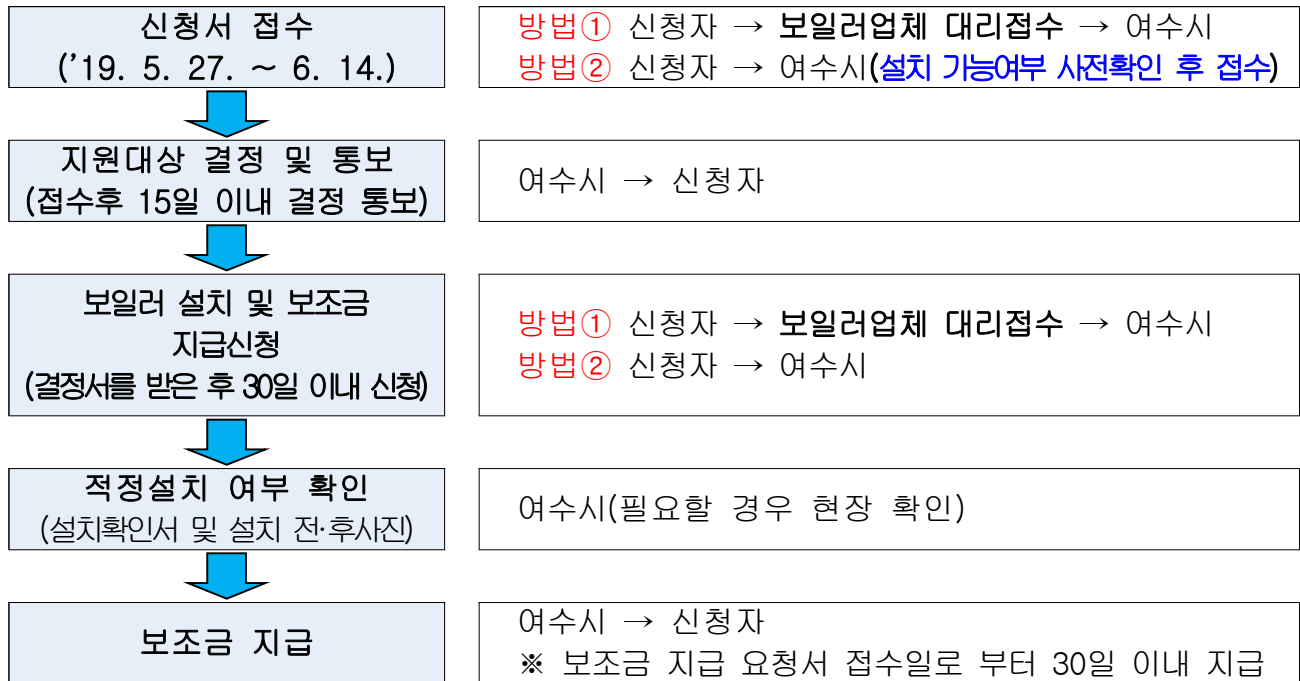 신청서 접수
('19. 5. 27. ~ 6. 14.)
방법① 신청자 → 보일러업체 대리접수 → 여수시
방법② 신청자 → 여수시(설치 가능여부 사전확인 후 접수)
지원대상 결정 및 통보
(접수후 15일 이내 결정 통보)
여수시 → 신청자
보일러 설치 및 보조금
지급신청
(결정서를 받은 후 30일 이내 신청)
방법① 신청자 → 보일러업체 대리접수 → 여수시
방법② 신청자 → 여수시
적정설치 여부 확인
(설치확인서 및 설치 전·후사진)
여수시(필요할 경우 현장 확인)
보조금 지급
여수시 → 신청자
※ 보조금 지급 요청서 접수일로 부터 30일 이내 지급